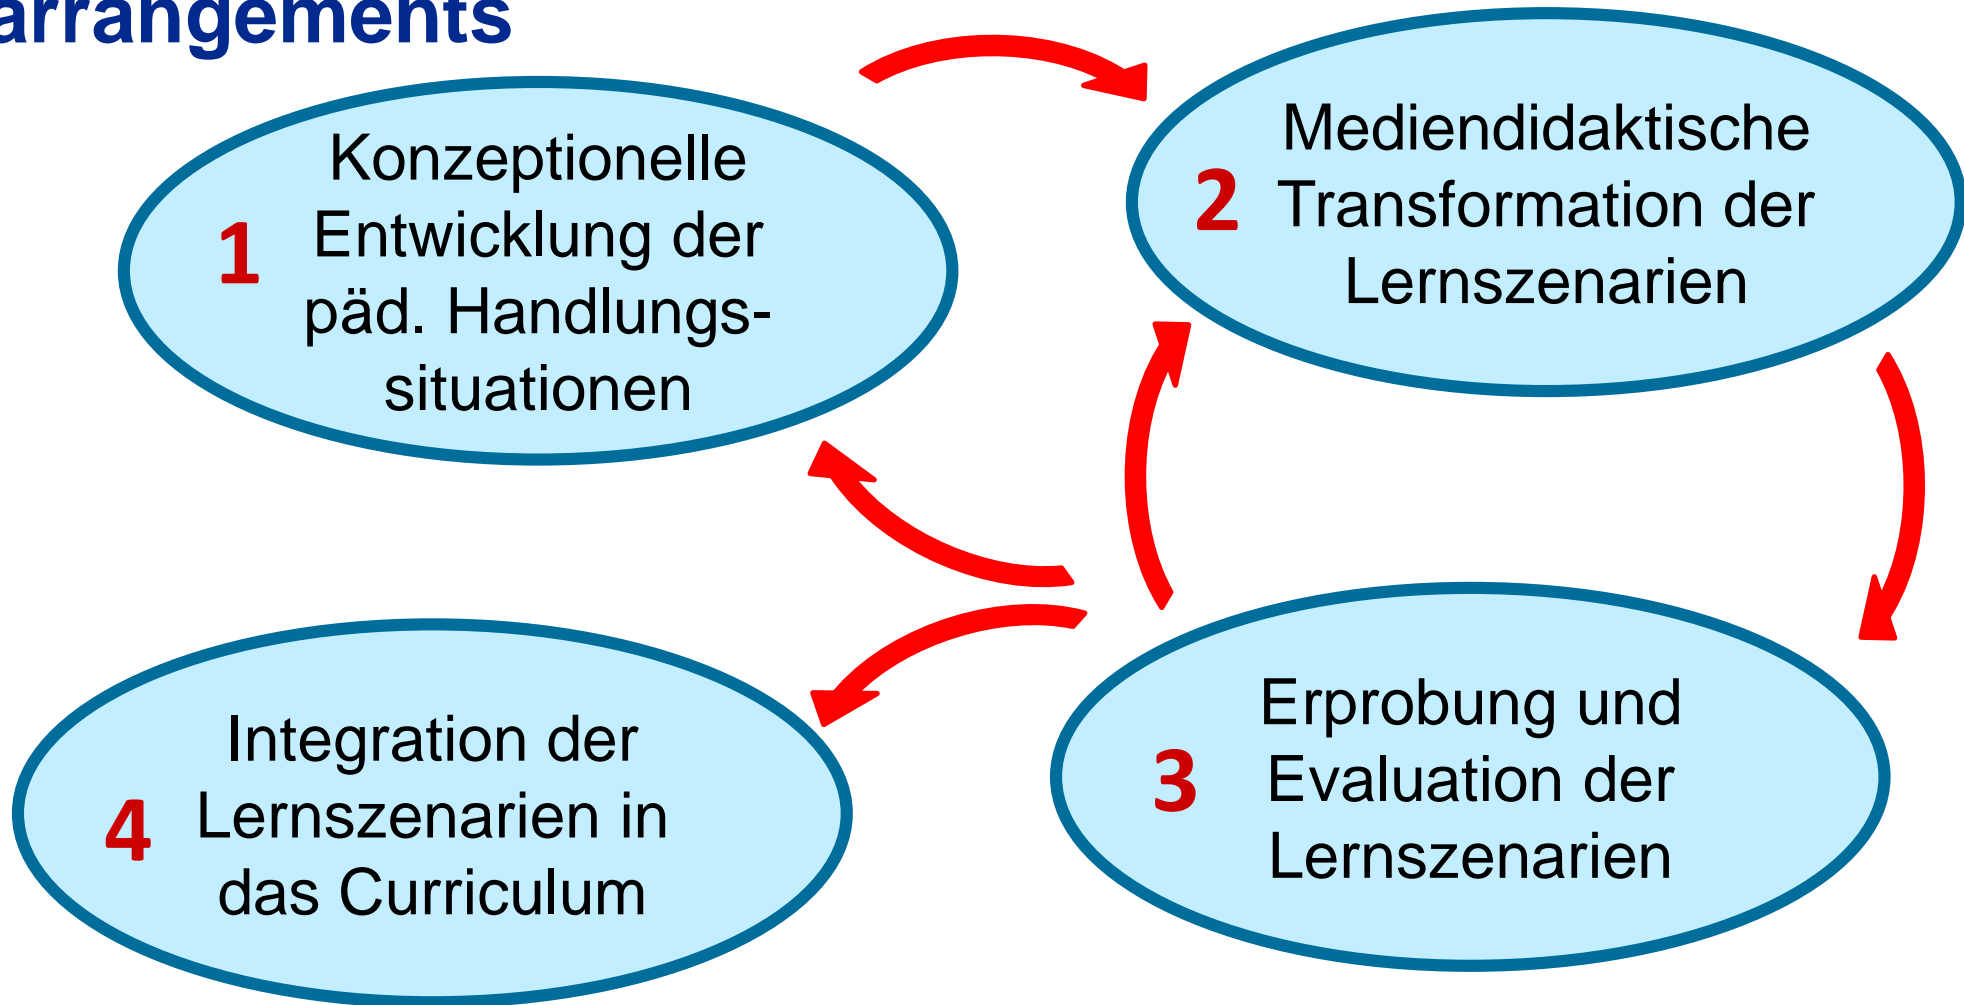 arrangements
1
Konzeptionelle
Entwicklung der
päd. Handlungs-
situationen
2
Mediendidaktische
Transformation der
Lernszenarien
3
Erprobung und
Evaluation der
Lernszenarien
4
Integration der
Lernszenarien in
das Curriculum